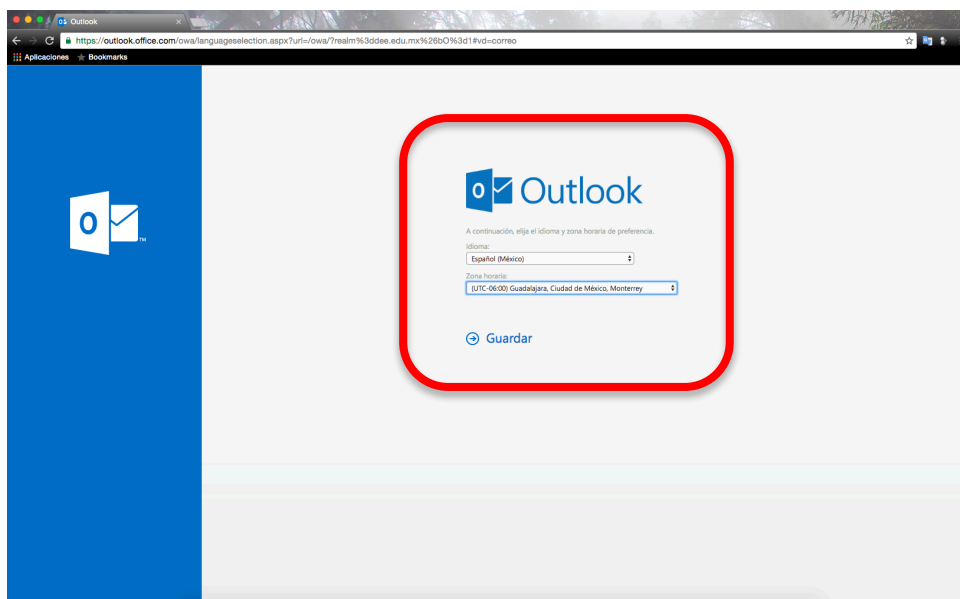 Outlook
https://outlook.office.com/owa/languageselection.aspx?url=/owa/?realm%3ddee.edu.mx%26bO%3d1#vd=correo
Aplicaciones Bookmarks
O
TM
O Outlook
A continuación, elija el idioma y zona horaria de preferencia.
Idioma:
Español (México)
Zona horaria:
(UTC-06:00) Guadalajara, Ciudad de México, Monterrey
Guardar